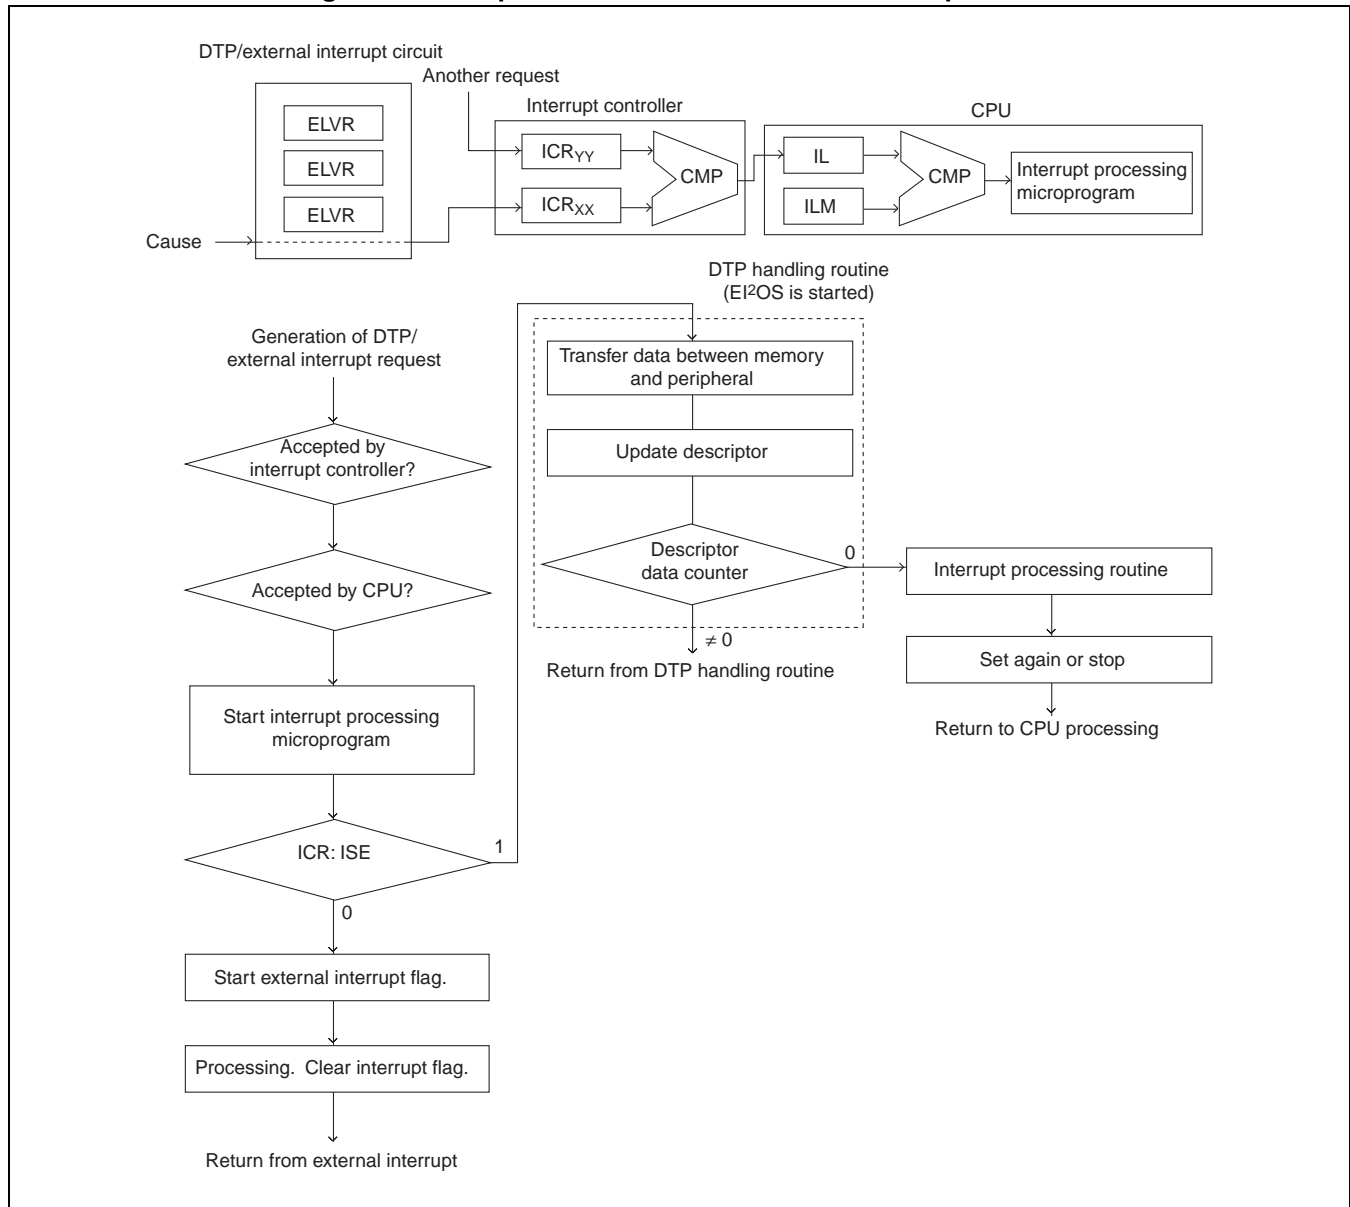 DTP/external interrupt circuit
Another request
Interrupt controller
CPU
ELVR
ELVR
ELVR
ICRYY
ICRXX
CMP
IL
ILM
CMP
Interrupt processing
microprogram
Cause
DTP handling routine
(EI2OS is started)
Generation of DTP/
external interrupt request
Transfer data between memory
and peripheral
Accepted by
interrupt controller?
Update descriptor
Accepted by CPU?
Descriptor
data counter
0
Interrupt processing routine
≠ 0
Return from DTP handling routine
Set again or stop
Return to CPU processing
Start interrupt processing
microprogram
ICR: ISE
1
0
Start external interrupt flag.
Processing. Clear interrupt flag.
Return from external interrupt